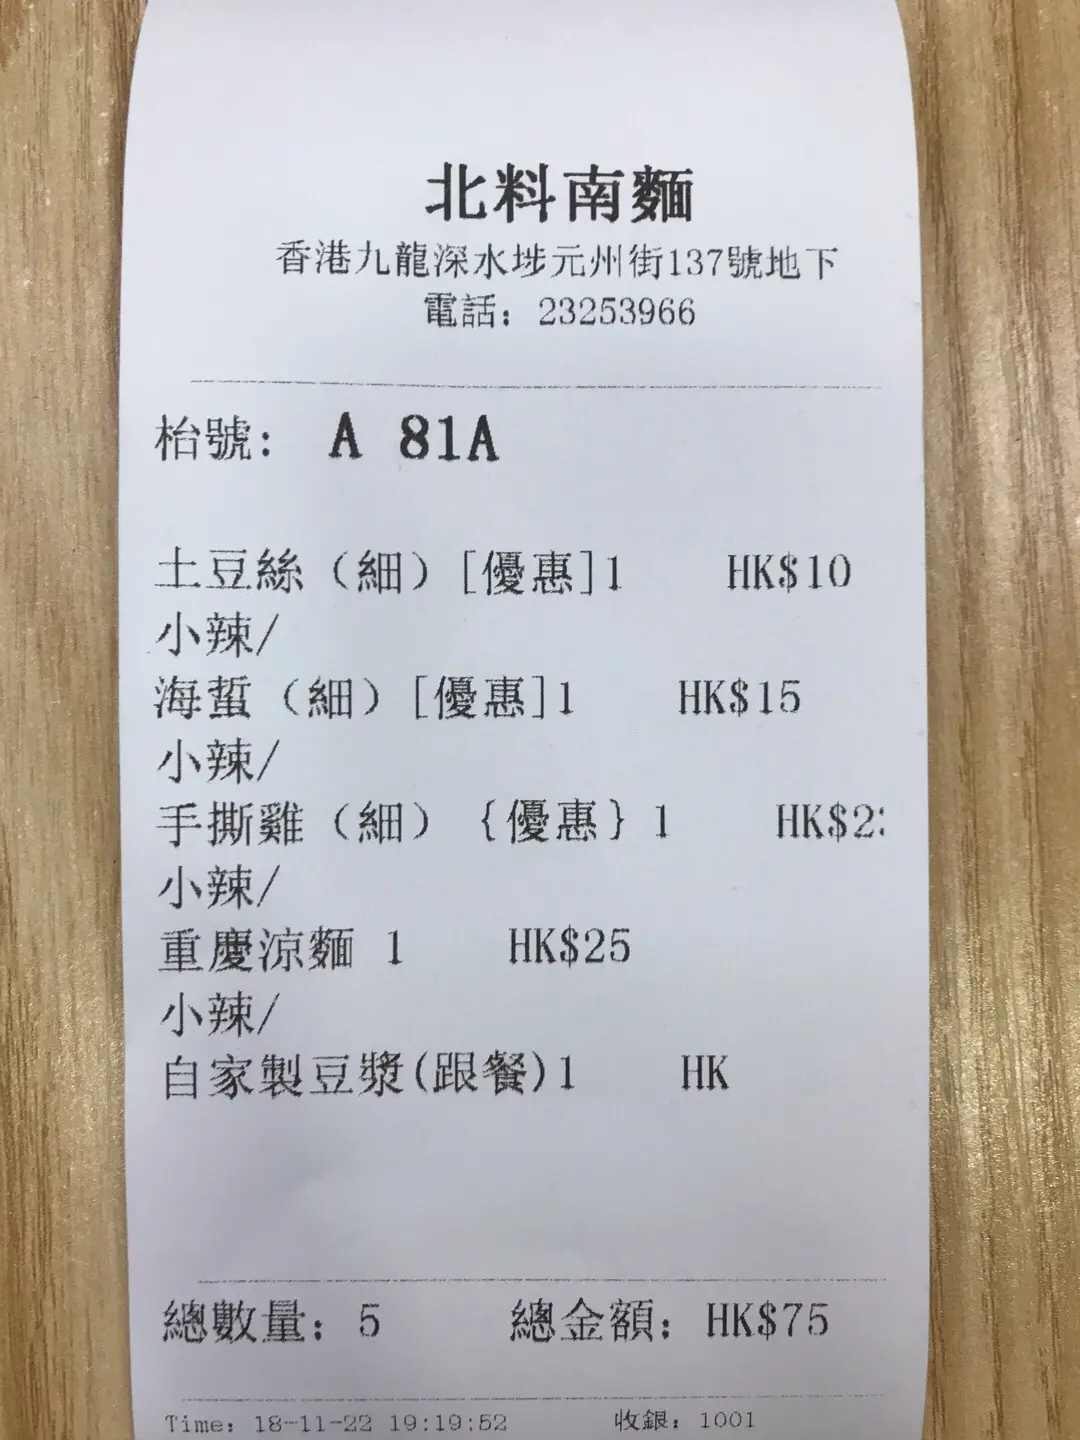 北料南麵
香港九龍深水埗元州街137號地下
電話: 23253966
枱號: A 81A
土豆絲（細）[優惠]1 HK$10
小辣/
海蜇（細）[優惠]1 HK$15
小辣/
手撕雞（細）{優惠}1 HK$2
小辣/
重慶涼麵 1 HK$25
小辣/
自家製豆漿(跟餐)1 HK
總數量: 5 總金額: HK$75
Time: 18-11-22 19:19:52 收銀: 1001